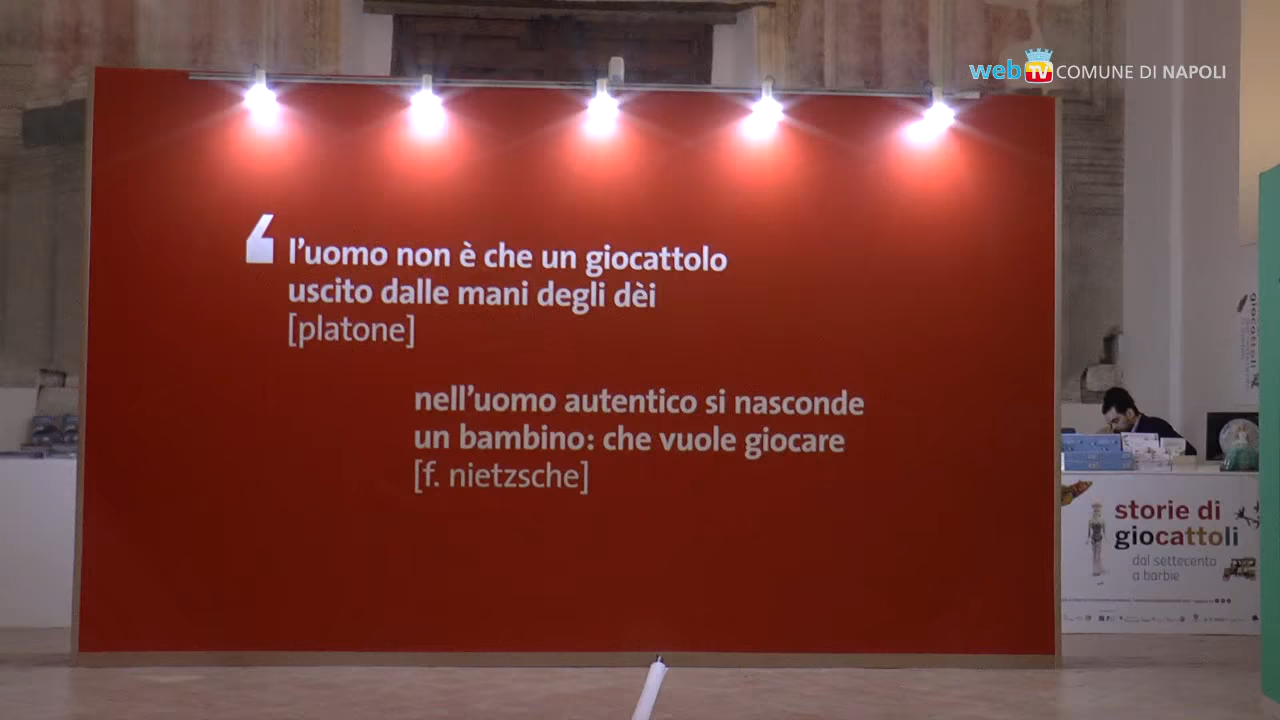 web TV COMUNE DI NAPOLI
l'uomo non è che un giocattolo
uscito dalle mani degli dèi
[platone]
nell'uomo autentico si nasconde
un bambino: che vuole giocare
[f. nietzsche]
giocattoli
storie di
giocattoli
dal settecento
a barbie